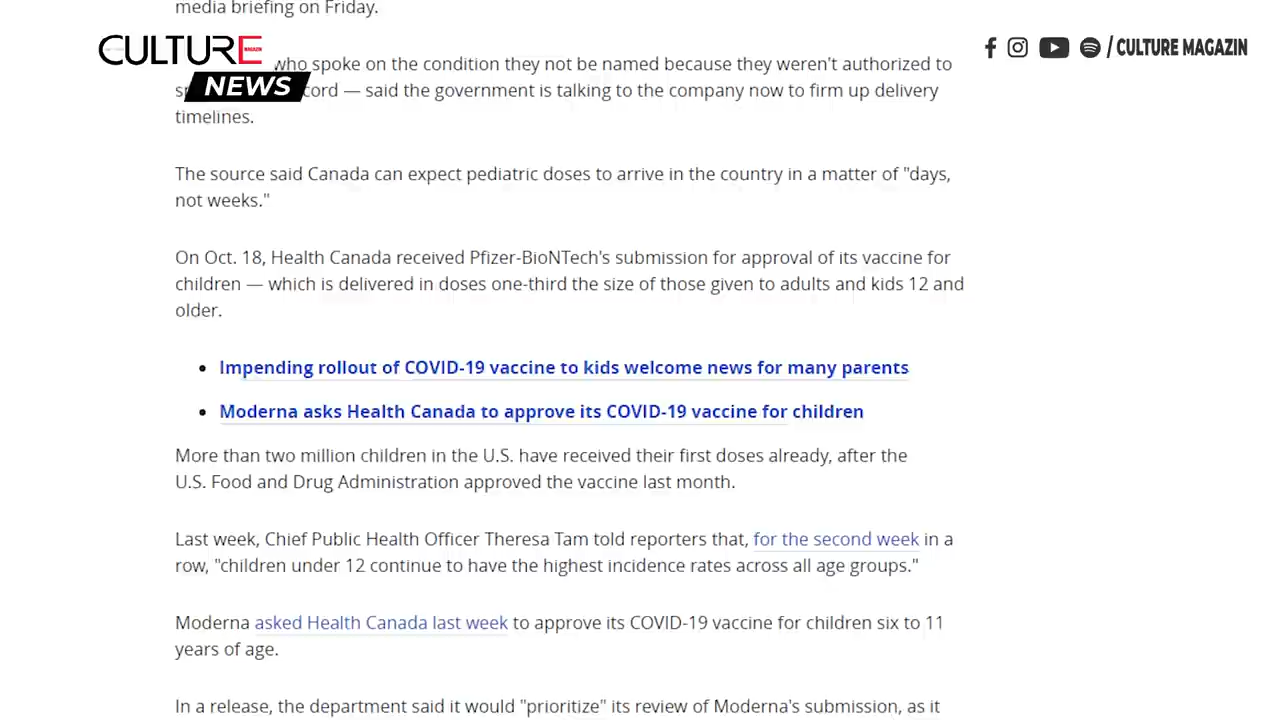 media briefing on Friday.
CULTURE MAGAZIN
NEWS
/ CULTURE MAGAZIN
who spoke on the condition they not be named because they weren't authorized to
cord — said the government is talking to the company now to firm up delivery
timelines.
The source said Canada can expect pediatric doses to arrive in the country in a matter of "days,
not weeks."
On Oct. 18, Health Canada received Pfizer-BioNTech's submission for approval of its vaccine for
children — which is delivered in doses one-third the size of those given to adults and kids 12 and
older.
• Impending rollout of COVID-19 vaccine to kids welcome news for many parents
• Moderna asks Health Canada to approve its COVID-19 vaccine for children
More than two million children in the U.S. have received their first doses already, after the
U.S. Food and Drug Administration approved the vaccine last month.
Last week, Chief Public Health Officer Theresa Tam told reporters that, for the second week in a
row, "children under 12 continue to have the highest incidence rates across all age groups."
Moderna asked Health Canada last week to approve its COVID-19 vaccine for children six to 11
years of age.
In a release, the department said it would "prioritize" its review of Moderna's submission, as it